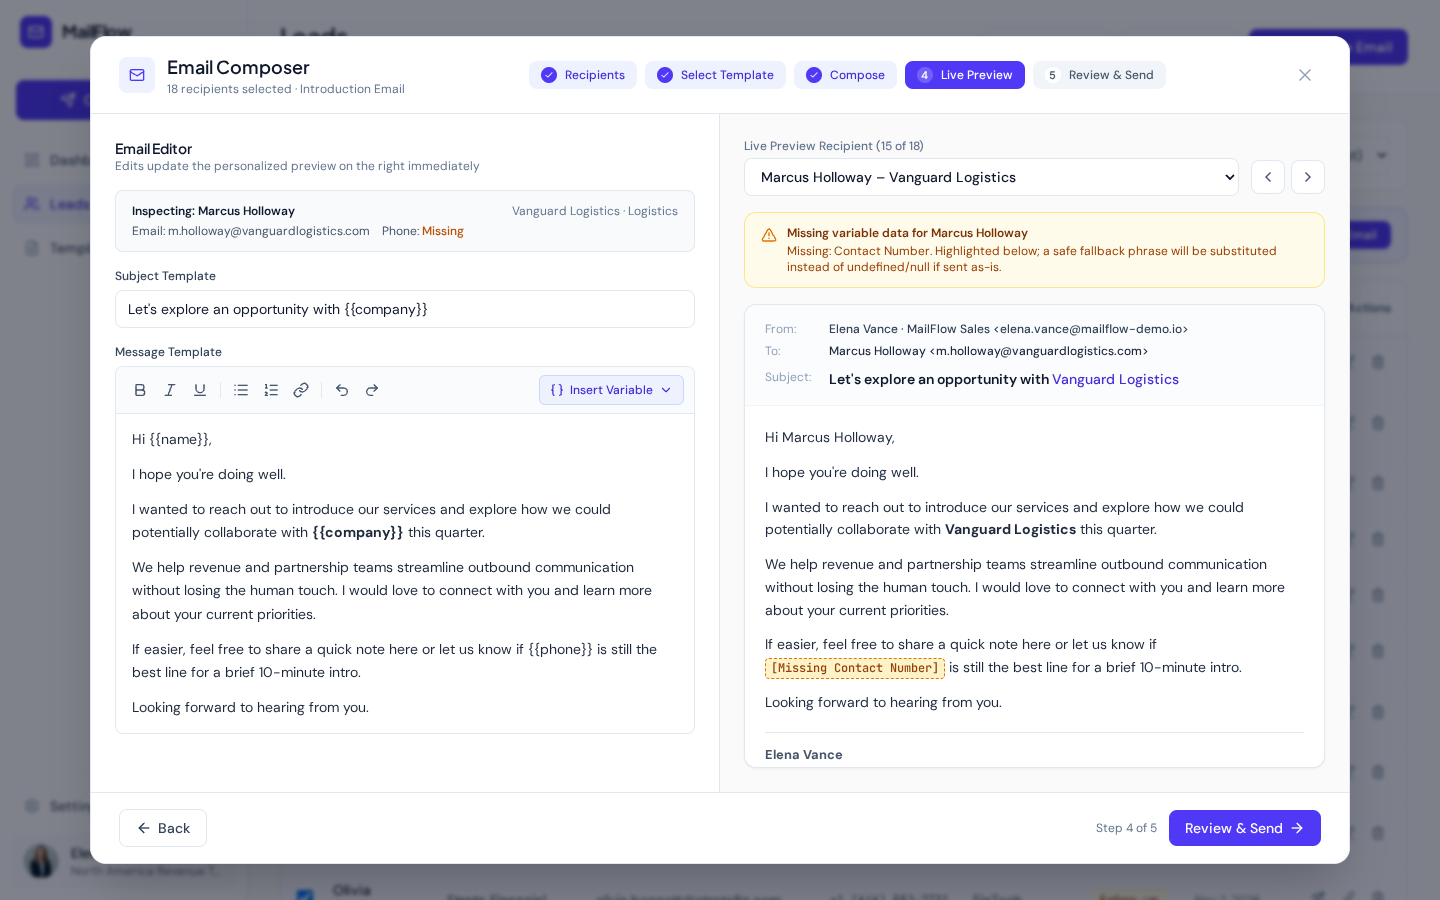 MailFlow
Leads
Email Composer
18 recipients selected · Introduction Email
Recipients
Select Template
Compose
4 Live Preview
5 Review & Send
Email Editor
Edits update the personalized preview on the right immediately
Inspecting: Marcus Holloway
Vanguard Logistics · Logistics
Email: m.holloway@vanguardlogistics.com Phone: Missing
Subject Template
Let's explore an opportunity with {{company}}
Message Template
{ } Insert Variable
Hi {{name}},
I hope you're doing well.
I wanted to reach out to introduce our services and explore how we could
potentially collaborate with {{company}} this quarter.
We help revenue and partnership teams streamline outbound communication
without losing the human touch. I would love to connect with you and learn more
about your current priorities.
If easier, feel free to share a quick note here or let us know if {{phone}} is still the
best line for a brief 10-minute intro.
Looking forward to hearing from you.
Live Preview Recipient (15 of 18)
Marcus Holloway – Vanguard Logistics
Missing variable data for Marcus Holloway
Missing: Contact Number. Highlighted below; a safe fallback phrase will be substituted
instead of undefined/null if sent as-is.
From: Elena Vance · MailFlow Sales <elena.vance@mailflow-demo.io>
To: Marcus Holloway <m.holloway@vanguardlogistics.com>
Subject: Let's explore an opportunity with Vanguard Logistics
Hi Marcus Holloway,
I hope you're doing well.
I wanted to reach out to introduce our services and explore how we could
potentially collaborate with Vanguard Logistics this quarter.
We help revenue and partnership teams streamline outbound communication
without losing the human touch. I would love to connect with you and learn more
about your current priorities.
If easier, feel free to share a quick note here or let us know if
[Missing Contact Number] is still the best line for a brief 10-minute intro.
Looking forward to hearing from you.
Elena Vance
Back
Step 4 of 5
Review & Send
Olivia